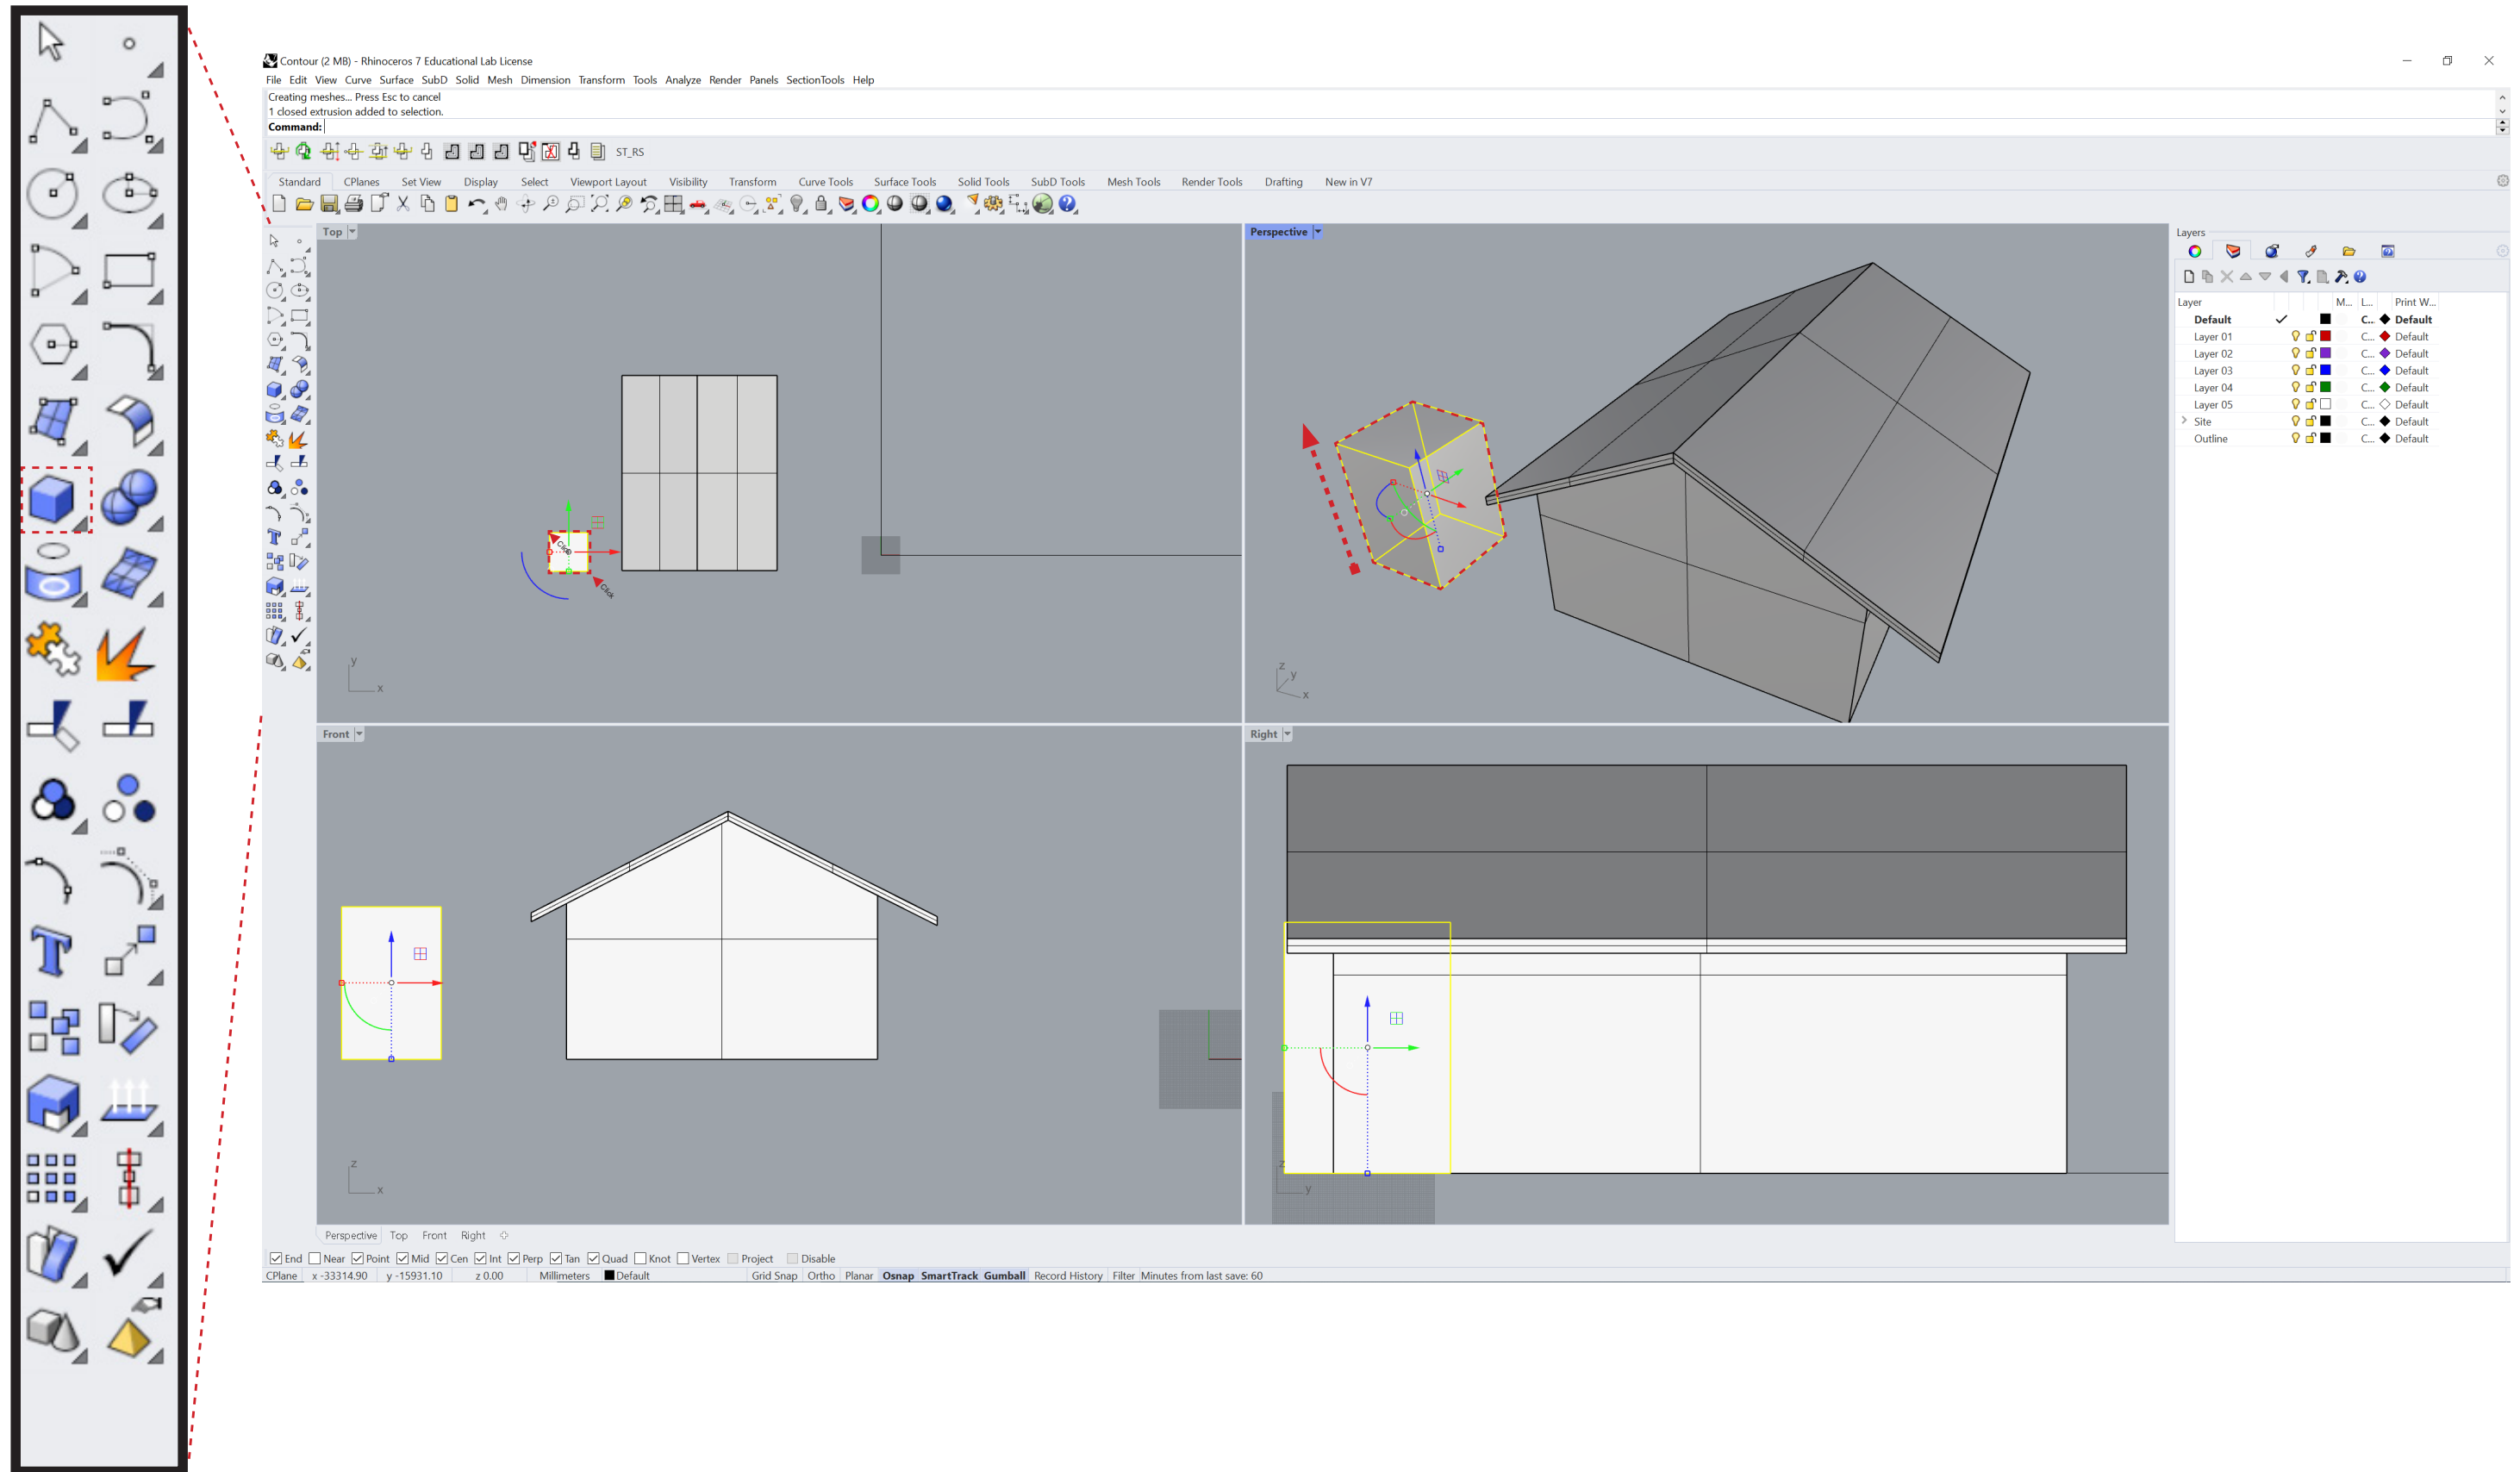 Contour (2 MB) - Rhinoceros 7 Educational Lab License
File Edit View Curve Surface SubD Solid Mesh Dimension Transform Tools Analyze Render Panels SectionTools Help
Creating meshes... Press Esc to cancel
1 closed extrusion added to selection.
Command:
ST_RS
Standard CPlanes Set View Display Select Viewport Layout Visibility Transform Curve Tools Surface Tools Solid Tools SubD Tools Mesh Tools Render Tools Drafting New in V7
Top
Click
Click
y
x
Perspective
z
y
x
Front
z
x
Right
z
y
Layers
Layer M... L... Print W...
Default C... Default
Layer 01 C... Default
Layer 02 C... Default
Layer 03 C... Default
Layer 04 C... Default
Layer 05 C... Default
Site C... Default
Outline C... Default
Perspective Top Front Right
End Near Point Mid Cen Int Perp Tan Quad Knot Vertex Project Disable
CPlane x -33314.90 y -15931.10 z 0.00 Millimeters Default Grid Snap Ortho Planar Osnap SmartTrack Gumball Record History Filter Minutes from last save: 60